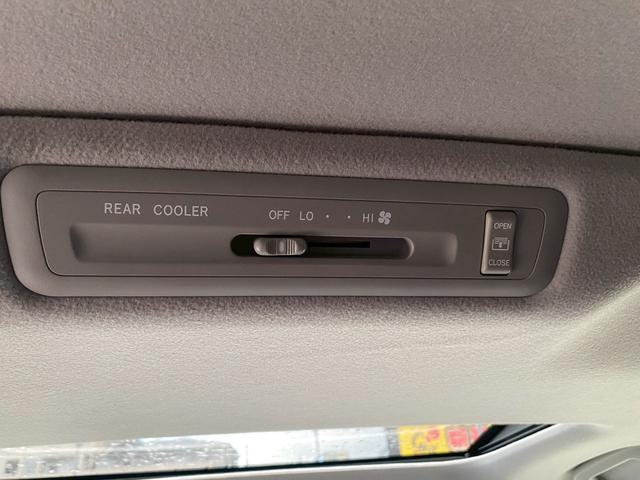 REAR COOLER
OFF LO · · HI
OPEN
CLOSE